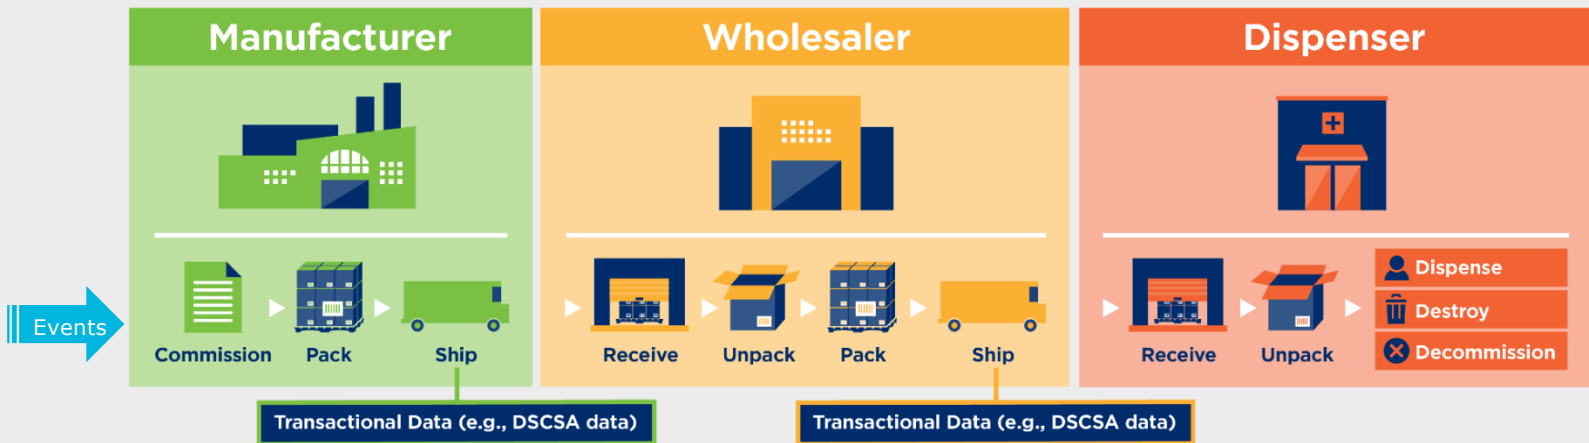 Manufacturer
Wholesaler
Dispenser
Events
Commission
Pack
Ship
Receive
Unpack
Pack
Ship
Receive
Unpack
Dispense
Destroy
Decommission
Transactional Data (e.g., DSCSA data)
Transactional Data (e.g., DSCSA data)